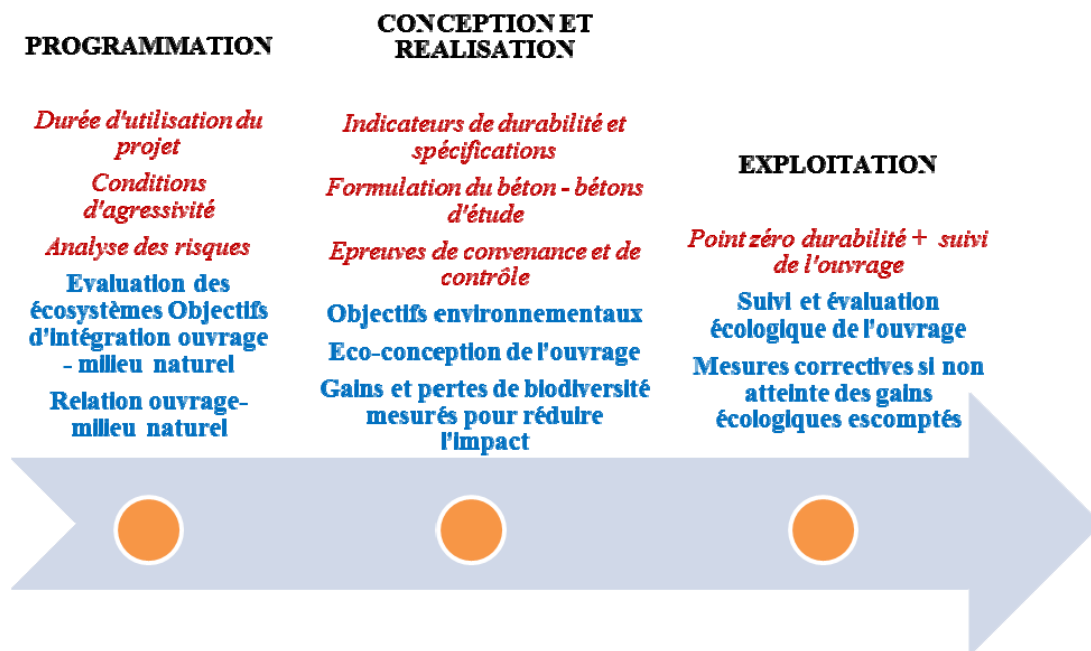 PROGRAMMATION
Durée d'utilisation du
projet
Conditions
d'agressivité
Analyse des risques
Evaluation des
écosystèmes Objectifs
d'intégration ouvrage
- milieu naturel
Relation ouvrage-
milieu naturel
CONCEPTION ET
REALISATION
Indicateurs de durabilité et
spécifications
Formulation du béton - bétons
d'étude
Epreuves de convenance et de
contrôle
Objectifs environnementaux
Eco-conception de l'ouvrage
Gains et pertes de biodiversité
mesurés pour réduire
l'impact
EXPLOITATION
Point zéro durabilité + suivi
de l'ouvrage
Suivi et évaluation
écologique de l'ouvrage
Mesures correctives si non
atteinte des gains
écologiques escomptés